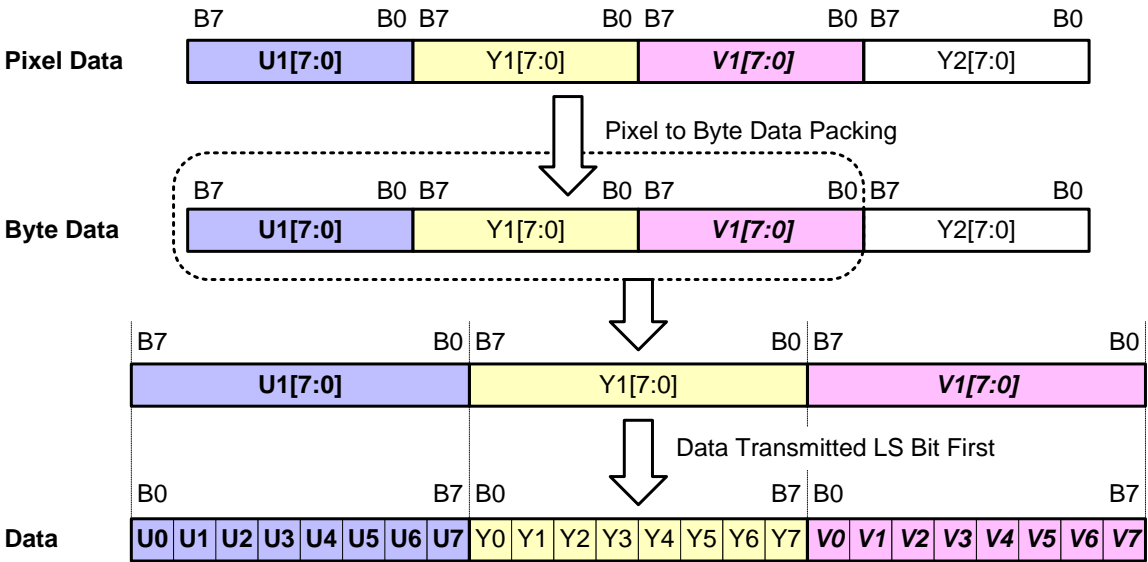 B7 B0 B7 B0 B7 B0 B7 B0
Pixel Data U1[7:0] Y1[7:0] V1[7:0] Y2[7:0]
Pixel to Byte Data Packing
B7 B0 B7 B0 B7 B0 B7 B0
Byte Data U1[7:0] Y1[7:0] V1[7:0] Y2[7:0]
B7 B0 B7 B0 B7 B0
U1[7:0] Y1[7:0] V1[7:0]
Data Transmitted LS Bit First
B0 B7 B0 B7 B0 B7
Data U0 U1 U2 U3 U4 U5 U6 U7 Y0 Y1 Y2 Y3 Y4 Y5 Y6 Y7 V0 V1 V2 V3 V4 V5 V6 V7